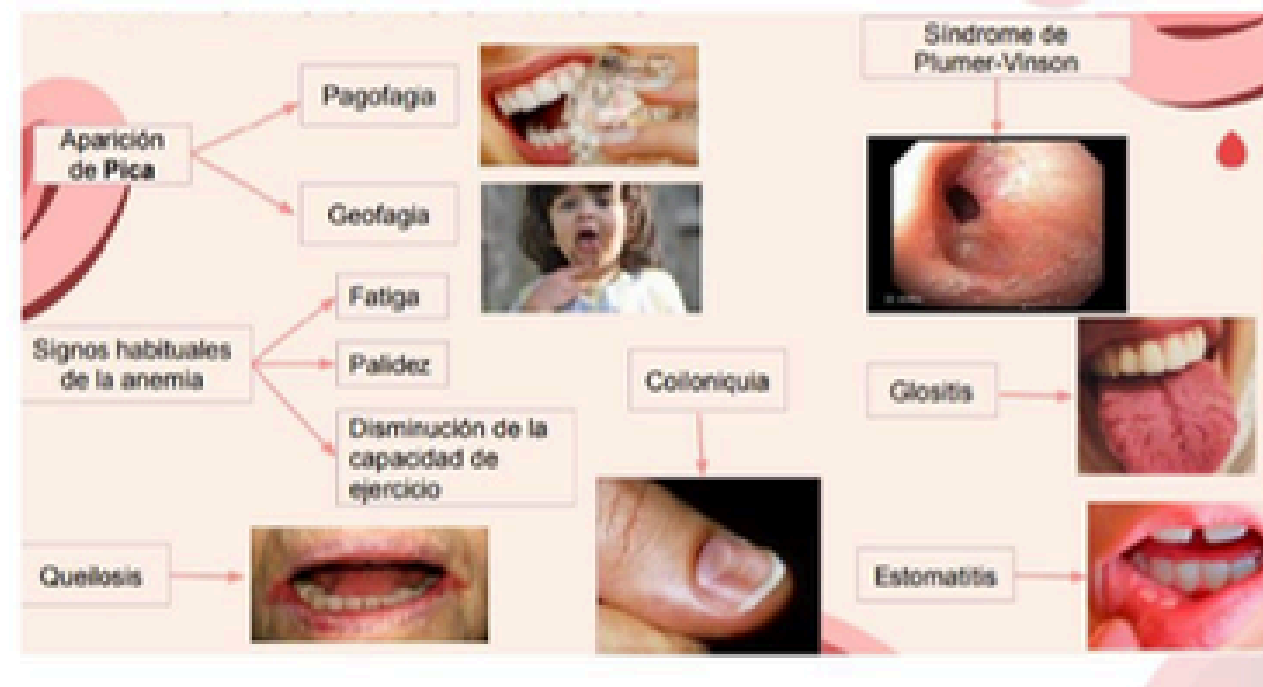 Síndrome de
Plumer-Vinson
Pagofagia
Aparición
de Pica
Geofagia
Fatiga
Signos habituales
de la anemia
Palidez
Coiloniquia
Glositis
Disminución de la
capacidad de
ejercicio
Queilosis
Estomatitis